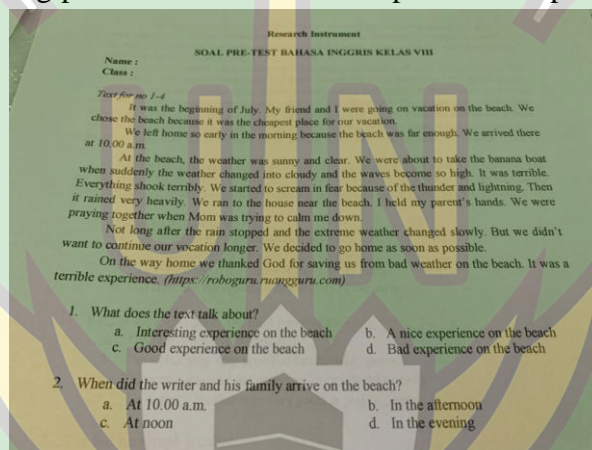 Research Instrument
SOAL PRE-TEST BAHASA INGGRIS KELAS VIII
Name :
Class :
Text for no 1-4
It was the beginning of July. My friend and I were going on vacation on the beach. We
chose the beach because it was the cheapest place for our vacation.
We left home so early in the morning because the beach was far enough. We arrived there
at 10.00 a.m.
At the beach, the weather was sunny and clear. We were about to take the banana boat
when suddenly the weather changed into cloudy and the waves become so high. It was terrible.
Everything shook terribly. We started to scream in fear because of the thunder and lightning. Then
it rained very heavily. We ran to the house near the beach. I held my parent's hands. We were
praying together when Mom was trying to calm me down.
Not long after the rain stopped and the extreme weather changed slowly. But we didn't
want to continue our vocation longer. We decided to go home as soon as possible.
On the way home we thanked God for saving us from bad weather on the beach. It was a
terrible experience. (https://roboguru.ruangguru.com)
1. What does the text talk about?
a. Interesting experience on the beach b. A nice experience on the beach
c. Good experience on the beach d. Bad experience on the beach
2. When did the writer and his family arrive on the beach?
a. At 10.00 a.m. b. In the afternoon
c. At noon d. In the evening